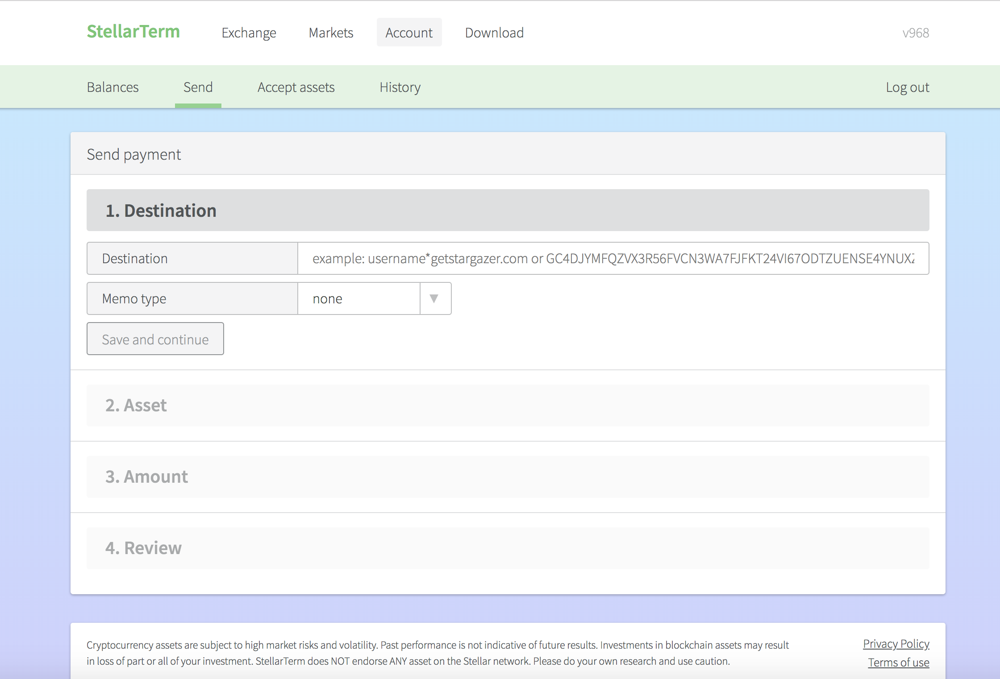 StellarTerm Exchange Markets Account Download v968
Balances Send Accept assets History Log out
Send payment
1. Destination
Destination example: username*getstargazer.com or GC4DJYMFQZVX3R56FVCN3WA7FJFKT24VI67ODTZUENSE4YNUXZ
Memo type none ▼
Save and continue
2. Asset
3. Amount
4. Review
Cryptocurrency assets are subject to high market risks and volatility. Past performance is not indicative of future results. Investments in blockchain assets may result
in loss of part or all of your investment. StellarTerm does NOT endorse ANY asset on the Stellar network. Please do your own research and use caution.
Privacy Policy
Terms of use